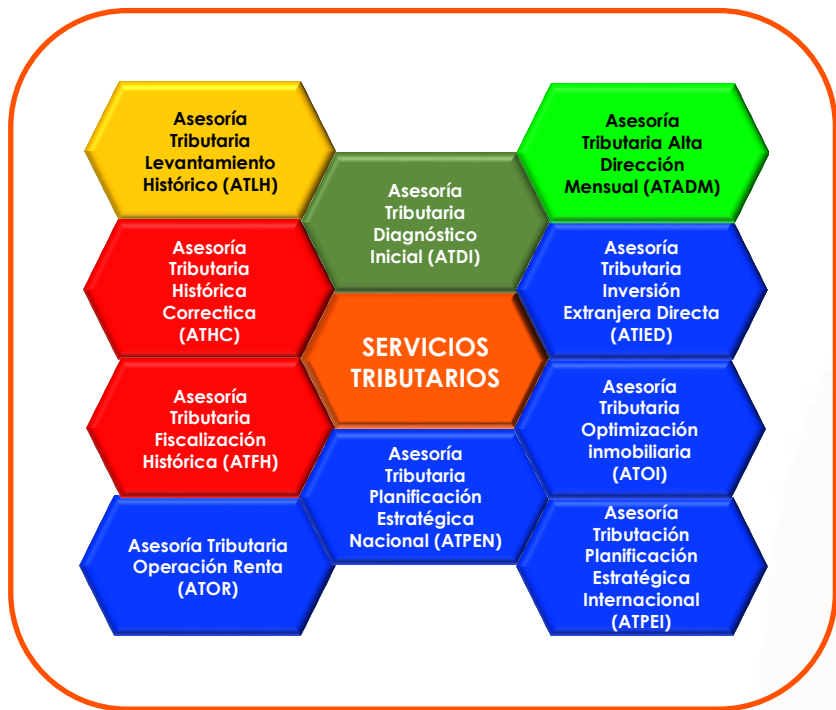 Asesoría
Tributaria
Levantamiento
Histórico (ATLH)
Asesoría
Tributaria
Histórica
Correctica
(ATHC)
Asesoría
Tributaria
Fiscalización
Histórica (ATFH)
Asesoría Tributaria
Operación Renta
(ATOR)
Asesoría
Tributaria
Diagnóstico
Inicial (ATDI)
SERVICIOS
TRIBUTARIOS
Asesoría
Tributaria
Planificación
Estratégica
Nacional (ATPEN)
Asesoría
Tributaria Alta
Dirección
Mensual (ATADM)
Asesoría
Tributaria
Inversión
Extranjera Directa
(ATIED)
Asesoría
Tributaria
Optimización
inmobiliaria
(ATOI)
Asesoría
Tributación
Planificación
Estratégica
Internacional
(ATPEI)